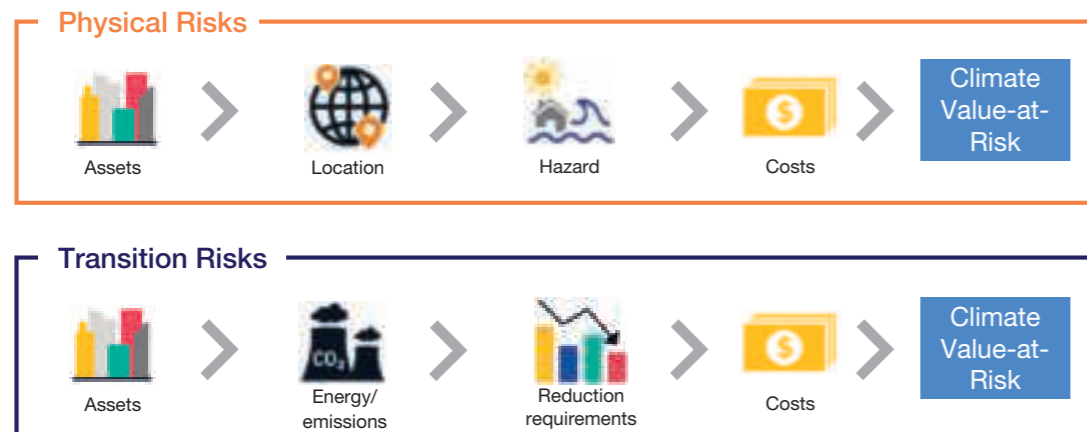 Physical Risks
Assets
Location
Hazard
$
Costs
Climate
Value-at-
Risk
Transition Risks
Assets
CO₂
Energy/
emissions
Reduction
requirements
$
Costs
Climate
Value-at-
Risk